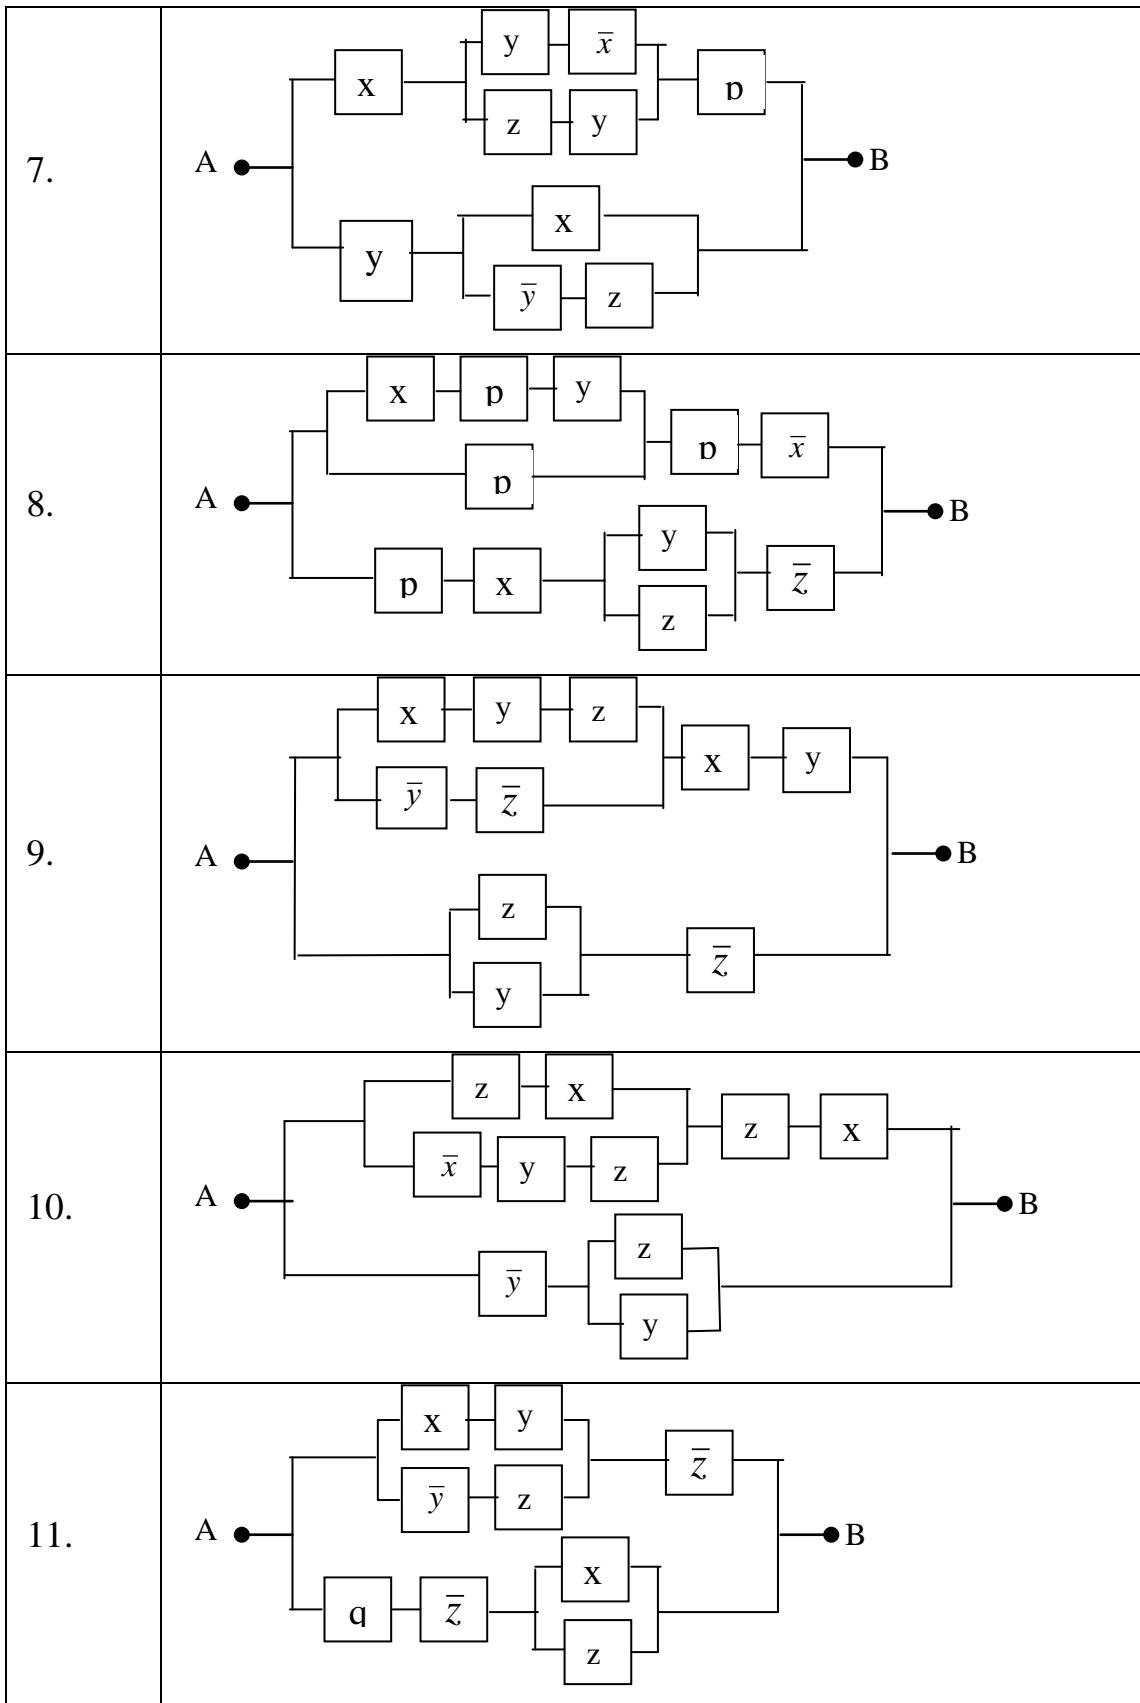 7.
A
B
x
y x̅
z y
p
y
x
y̅ z
8.
A
B
x p y
p
p x̅
p x
y
z
z̅
9.
A
B
x y z
y̅ z̅
x y
z
y
z̅
10.
A
B
z x
x̅ y z
z x
y̅
z
y
11.
A
B
x y
y̅ z
z̅
q z̅
x
z